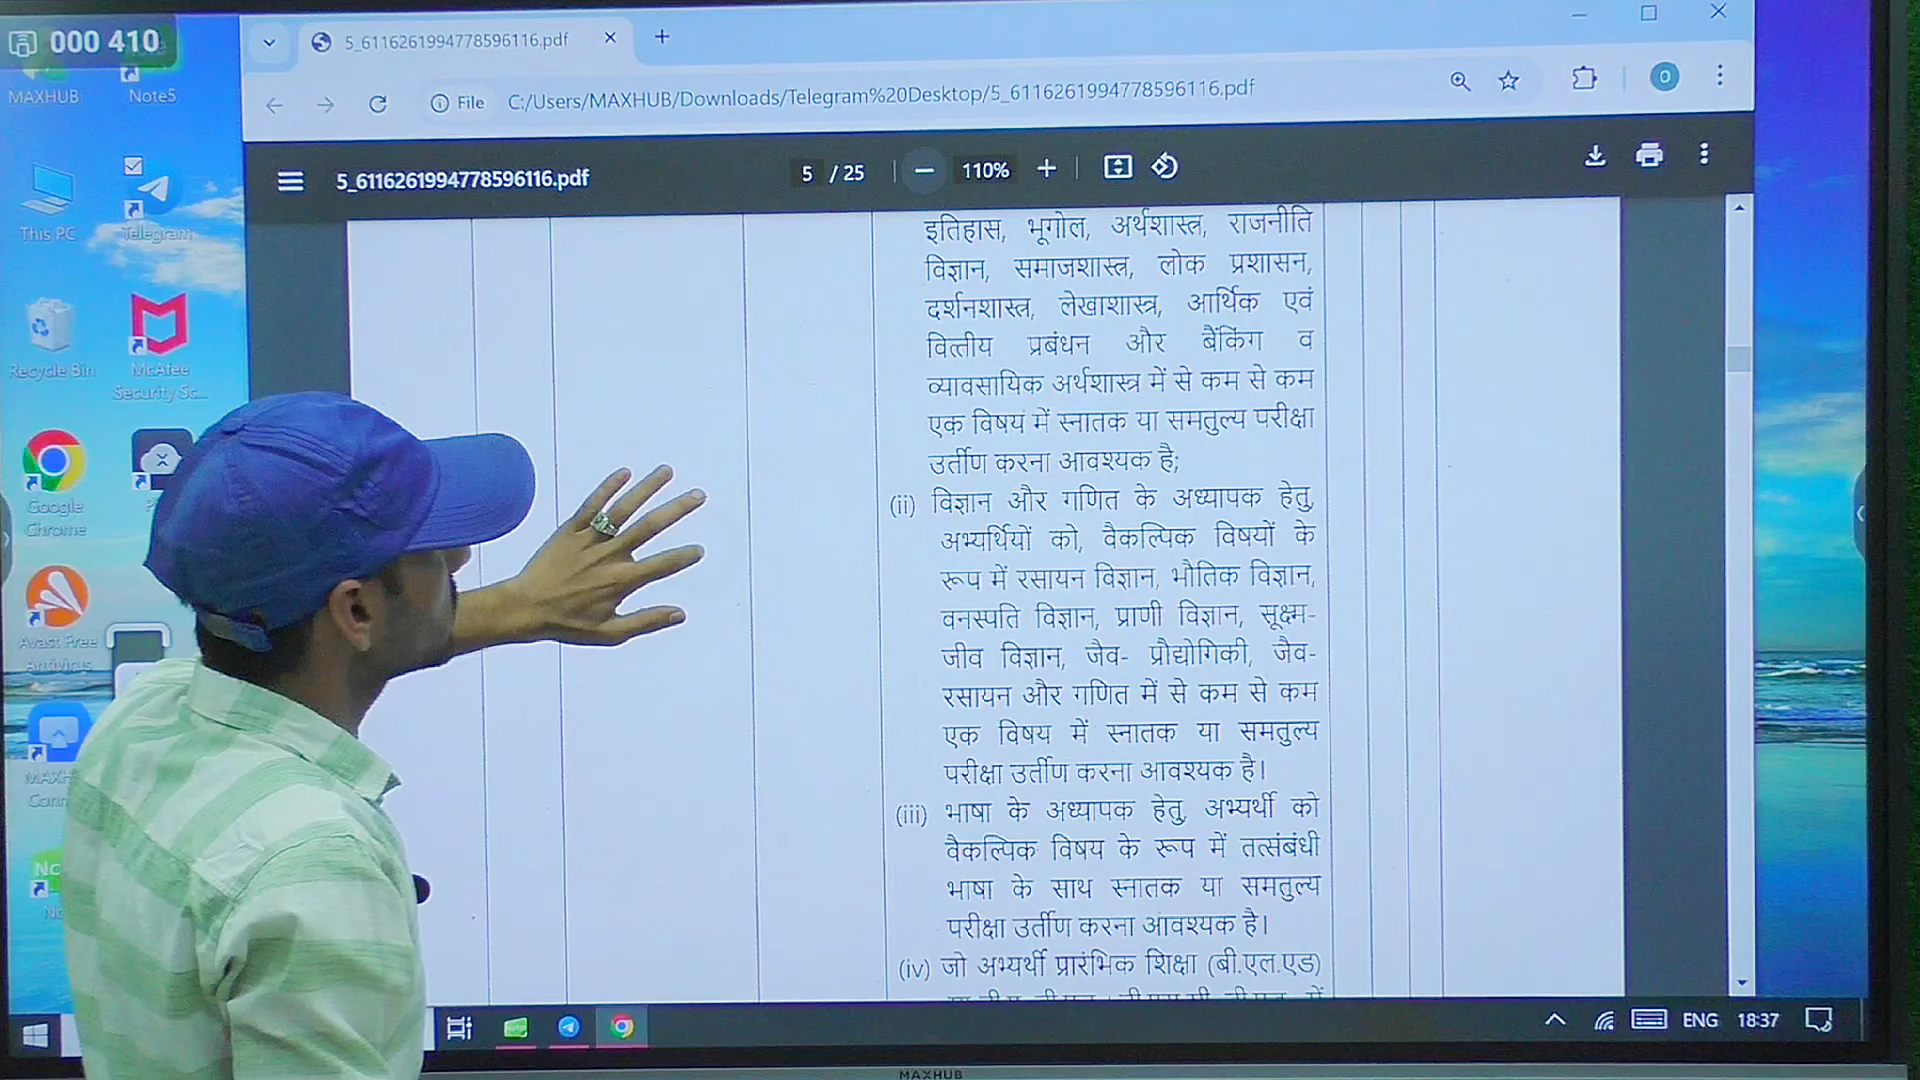 000 410
5_6116261994778596116.pdf
File
C:/Users/MAXHUB/Downloads/Telegram%20Desktop/5_6116261994778596116.pdf
O
5_6116261994778596116.pdf
5 / 25
110%
MAXHUB
Note5
This PC
Telegram
Recycle Bin
McAfee
Security Sc...
Google
Chrome
Avast Free
Antivirus
इतिहास, भूगोल, अर्थशास्त्र, राजनीति
विज्ञान, समाजशास्त्र, लोक प्रशासन,
दर्शनशास्त्र, लेखाशास्त्र, आर्थिक एवं
वित्तीय प्रबंधन और बैंकिंग व
व्यावसायिक अर्थशास्त्र में से कम से कम
एक विषय में स्नातक या समतुल्य परीक्षा
उर्तीण करना आवश्यक है;
(ii) विज्ञान और गणित के अध्यापक हेतु,
अभ्यर्थियों को, वैकल्पिक विषयों के
रूप में रसायन विज्ञान, भौतिक विज्ञान,
वनस्पति विज्ञान, प्राणी विज्ञान, सूक्ष्म-
जीव विज्ञान, जैव- प्रौद्योगिकी, जैव-
रसायन और गणित में से कम से कम
एक विषय में स्नातक या समतुल्य
परीक्षा उर्तीण करना आवश्यक है।
(iii) भाषा के अध्यापक हेतु, अभ्यर्थी को
वैकल्पिक विषय के रूप में तत्संबंधी
भाषा के साथ स्नातक या समतुल्य
परीक्षा उर्तीण करना आवश्यक है।
(iv) जो अभ्यर्थी प्रारंभिक शिक्षा (बी.एल.एड)
ENG 18:37
MAXHUB